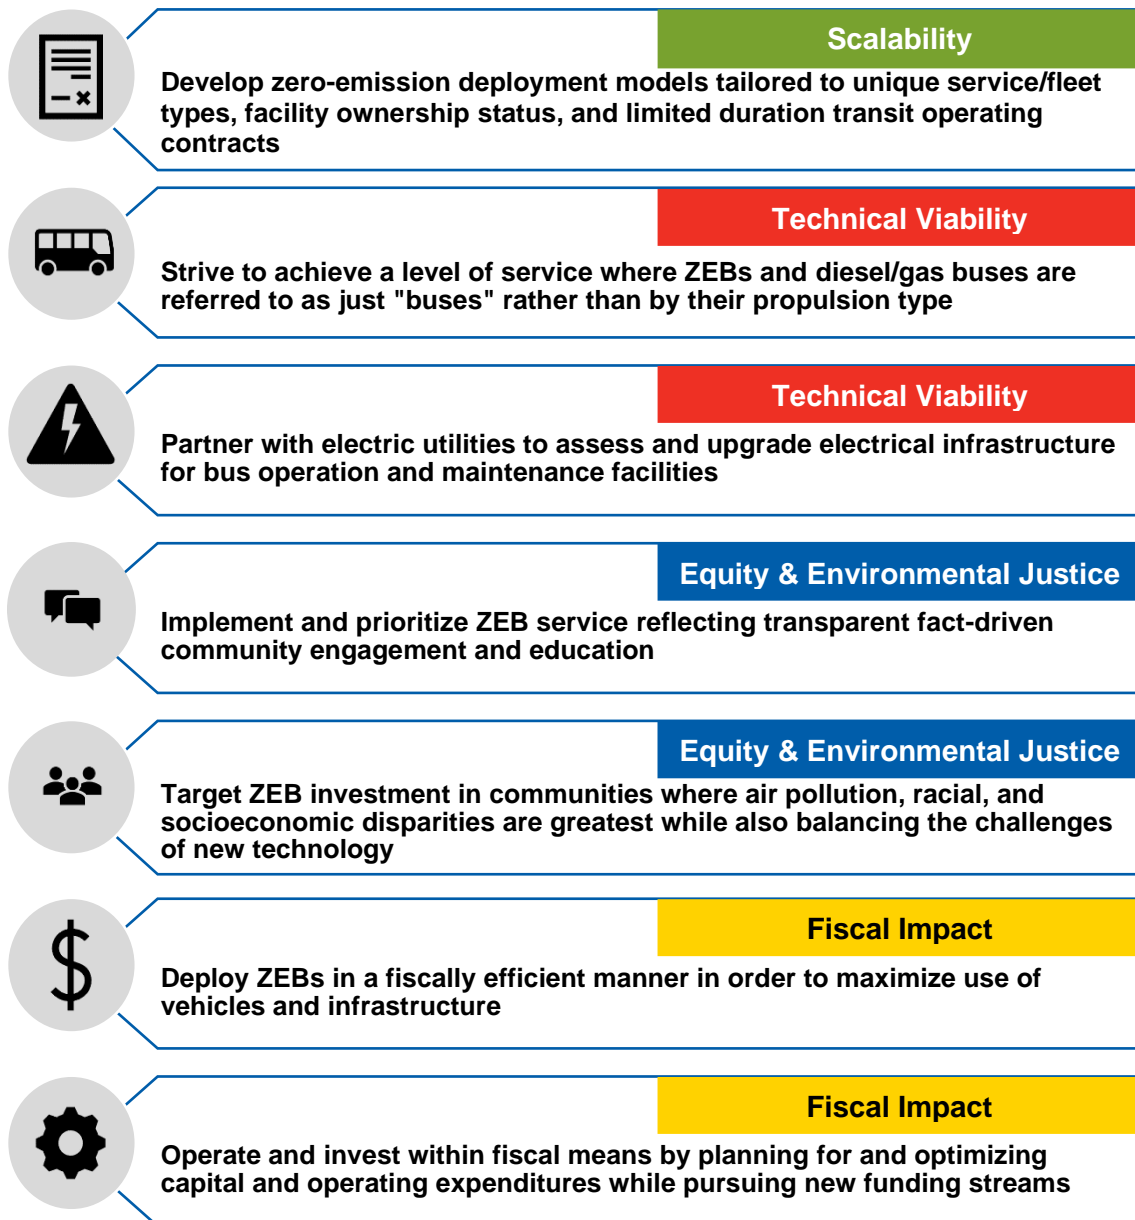 Scalability
Develop zero-emission deployment models tailored to unique service/fleet
types, facility ownership status, and limited duration transit operating
contracts
Technical Viability
Strive to achieve a level of service where ZEBs and diesel/gas buses are
referred to as just "buses" rather than by their propulsion type
Technical Viability
Partner with electric utilities to assess and upgrade electrical infrastructure
for bus operation and maintenance facilities
Equity & Environmental Justice
Implement and prioritize ZEB service reflecting transparent fact-driven
community engagement and education
Equity & Environmental Justice
Target ZEB investment in communities where air pollution, racial, and
socioeconomic disparities are greatest while also balancing the challenges
of new technology
Fiscal Impact
Deploy ZEBs in a fiscally efficient manner in order to maximize use of
vehicles and infrastructure
Fiscal Impact
Operate and invest within fiscal means by planning for and optimizing
capital and operating expenditures while pursuing new funding streams